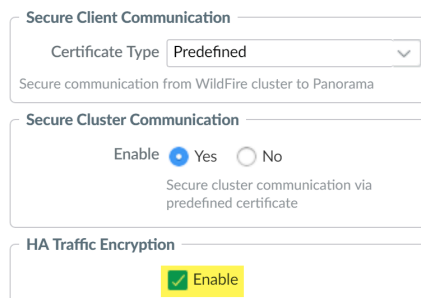 Secure Client Communication
Certificate Type Predefined
Secure communication from WildFire cluster to Panorama
Secure Cluster Communication
Enable Yes No
Secure cluster communication via
predefined certificate
HA Traffic Encryption
Enable